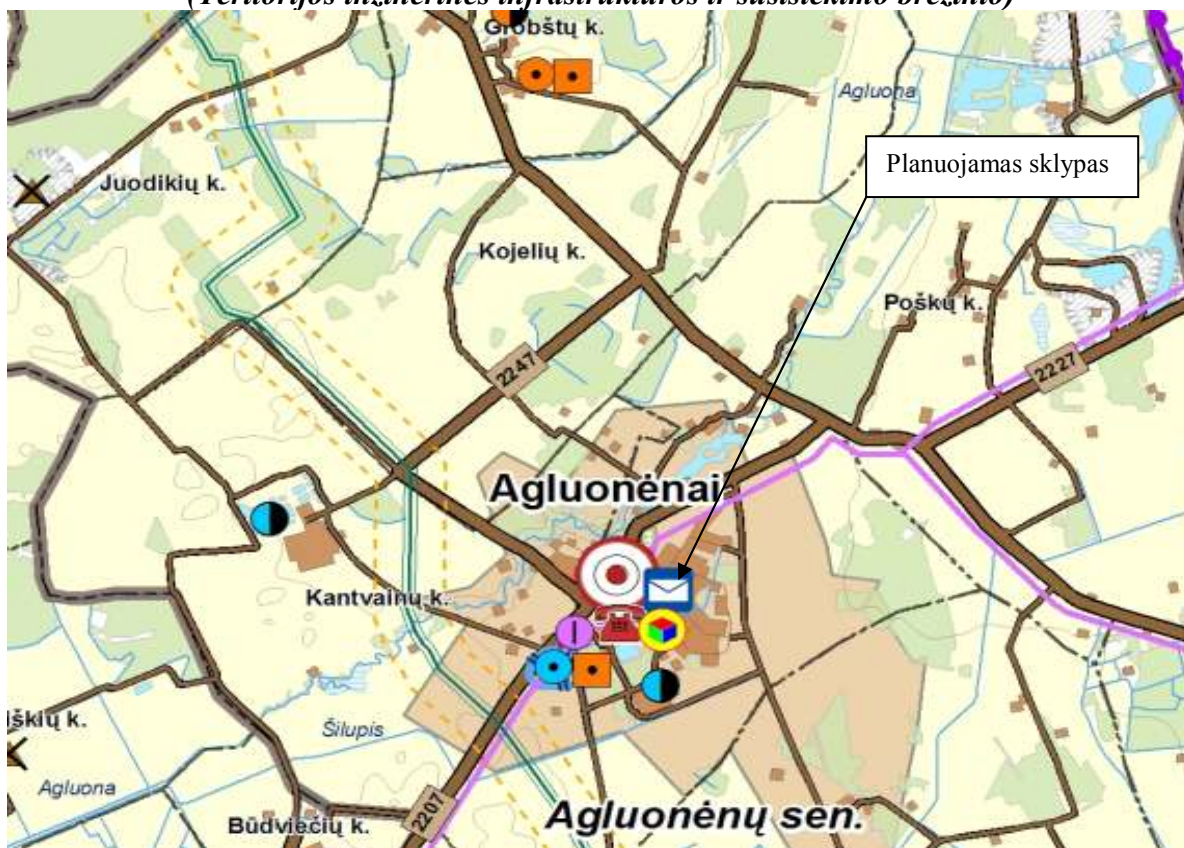 (Teritorijos inžinerinės infrastruktūros ir susisiekimo brėžinio)
Grobštų k.
Agluona
Planuojamas sklypas
Juodikių k.
Kojelių k.
Poškų k.
2247
2227
Agluonėnai
Kantvainų k.
iškių k.
Šilupis
Agluona
2207
Būdviečių k.
Agluonėnų sen.